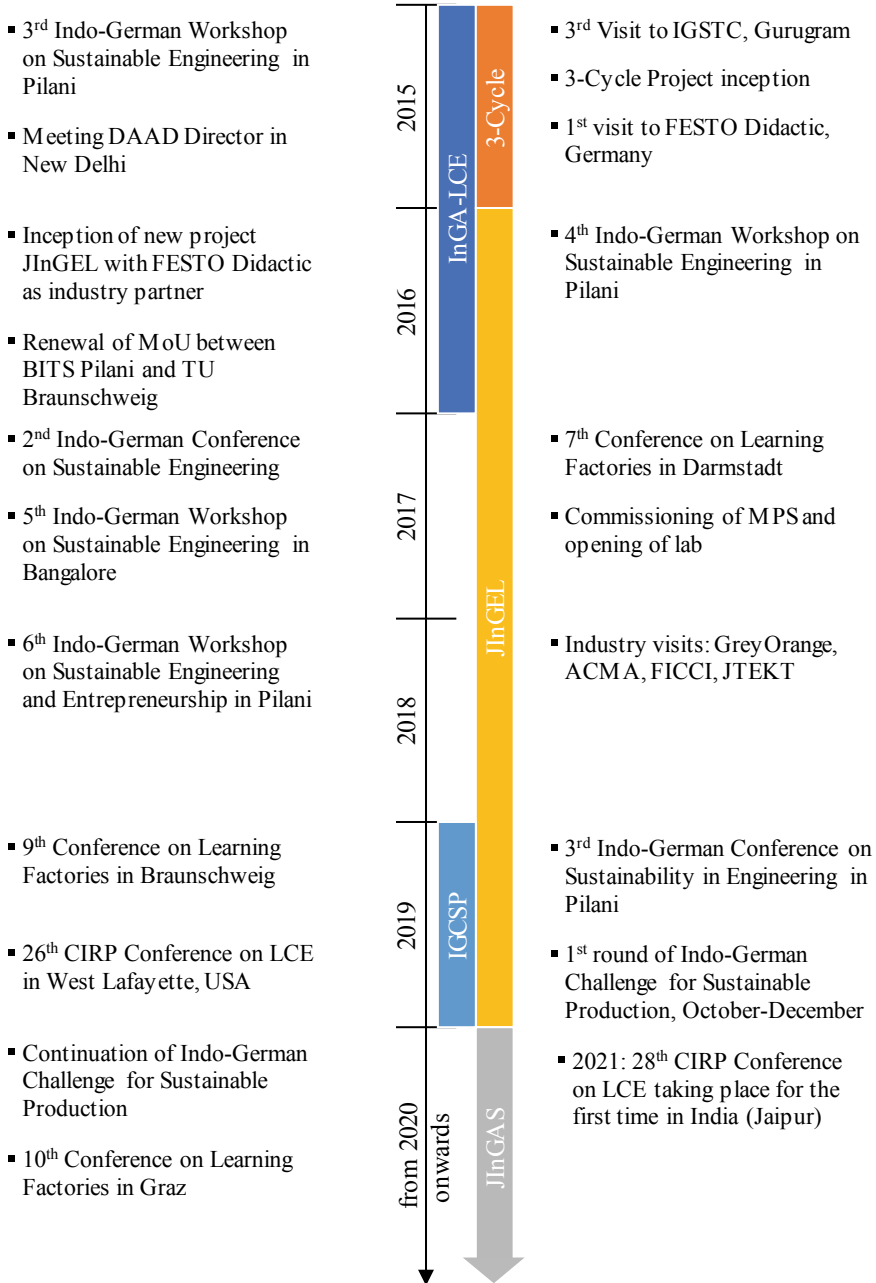 ▪ 3rd Indo-German Workshop
on Sustainable Engineering in
Pilani
▪ Meeting DAAD Director in
New Delhi
▪ Inception of new project
JInGEL with FESTO Didactic
as industry partner
▪ Renewal of MoU between
BITS Pilani and TU
Braunschweig
▪ 2nd Indo-German Conference
on Sustainable Engineering
▪ 5th Indo-German Workshop
on Sustainable Engineering in
Bangalore
▪ 6th Indo-German Workshop
on Sustainable Engineering
and Entrepreneurship in Pilani
▪ 9th Conference on Learning
Factories in Braunschweig
▪ 26th CIRP Conference on LCE
in West Lafayette, USA
▪ Continuation of Indo-German
Challenge for Sustainable
Production
▪ 10th Conference on Learning
Factories in Graz
2015
2016
2017
2018
2019
from 2020
onwards
InGA-LCE
IGCSP
3-Cycle
JInGEL
JInGAS
▪ 3rd Visit to IGSTC, Gurugram
▪ 3-Cycle Project inception
▪ 1st visit to FESTO Didactic,
Germany
▪ 4th Indo-German Workshop on
Sustainable Engineering in
Pilani
▪ 7th Conference on Learning
Factories in Darmstadt
▪ Commissioning of MPS and
opening of lab
▪ Industry visits: GreyOrange,
ACMA, FICCI, JTEKT
▪ 3rd Indo-German Conference on
Sustainability in Engineering in
Pilani
▪ 1st round of Indo-German
Challenge for Sustainable
Production, October-December
▪ 2021: 28th CIRP Conference
on LCE taking place for the
first time in India (Jaipur)